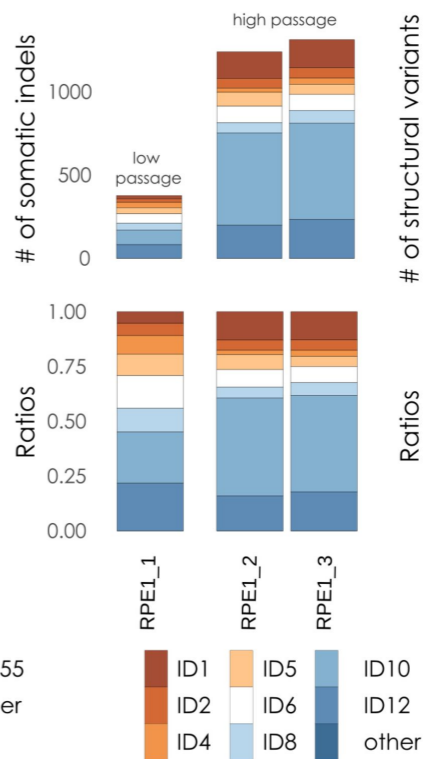 high passage
# of somatic indels
# of structural variants
1000
low
passage
500
0
1.00
Ratios
Ratios
0.75
0.50
0.25
0.00
RPE1_1
RPE1_2
RPE1_3
55
ID1
ID5
ID10
er
ID2
ID6
ID12
ID4
ID8
other